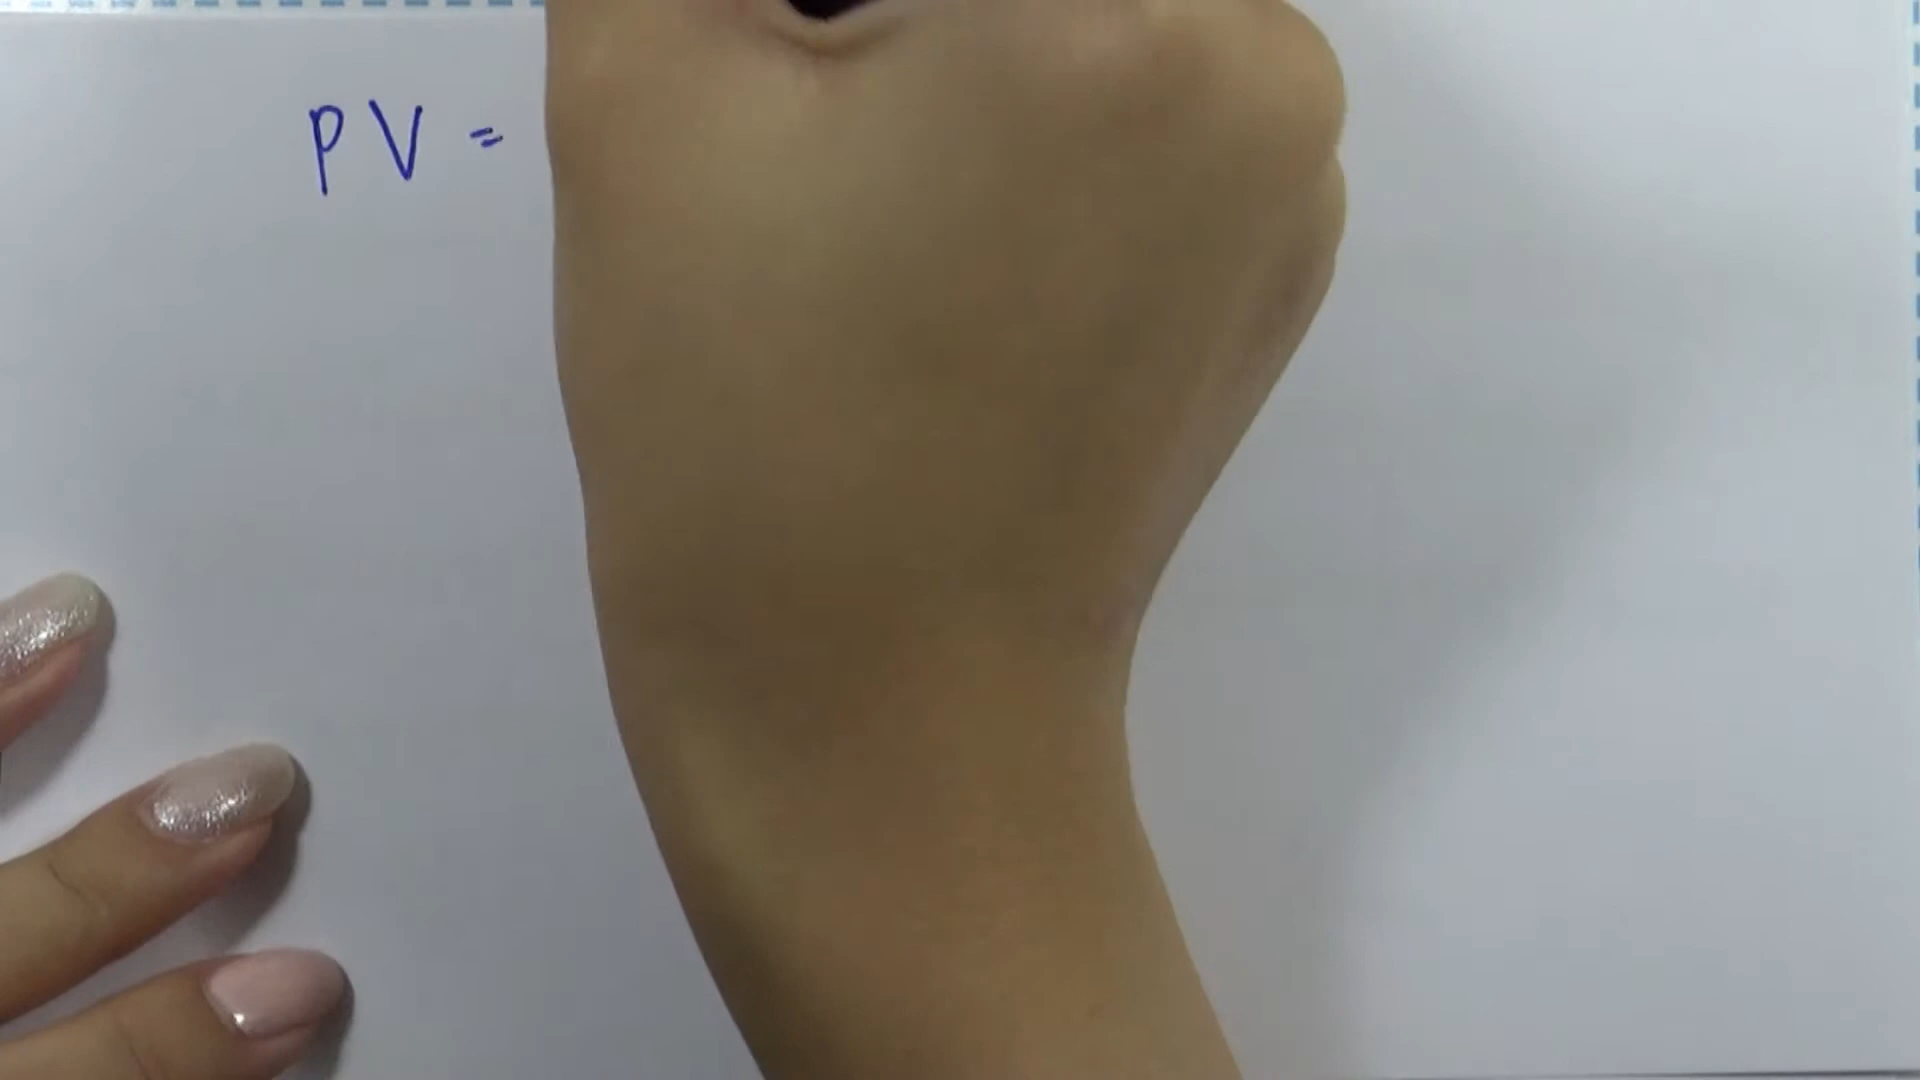 PV =